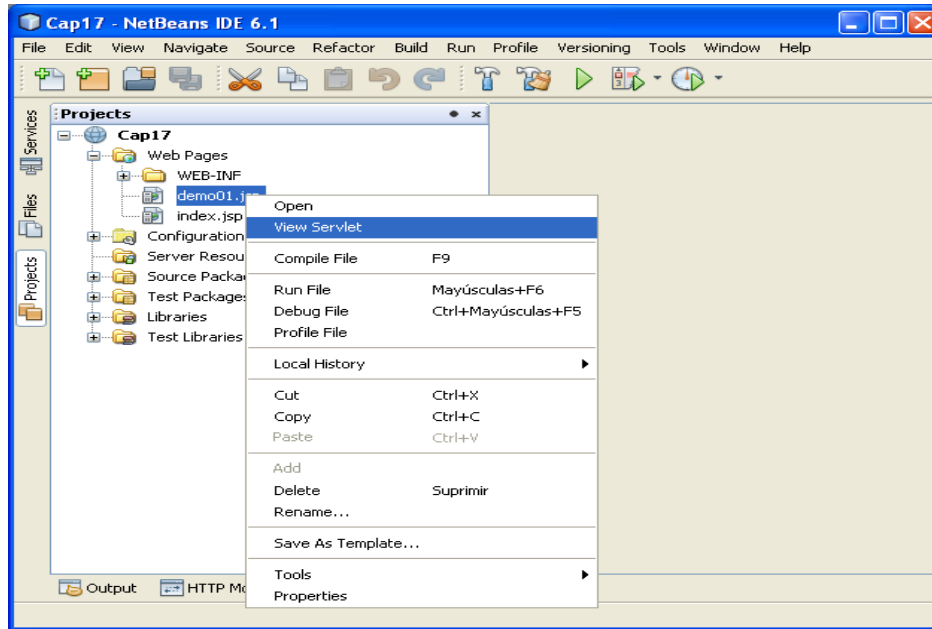 Cap17 - NetBeans IDE 6.1
File Edit View Navigate Source Refactor Build Run Profile Versioning Tools Window Help
Services
Files
Projects
Projects
Cap17
Web Pages
WEB-INF
demo01.jsp
index.jsp
Configuration
Server Resou
Source Packa
Test Packages
Libraries
Test Libraries
Open
View Servlet
Compile File F9
Run File Mayúsculas+F6
Debug File Ctrl+Mayúsculas+F5
Profile File
Local History
Cut Ctrl+X
Copy Ctrl+C
Paste Ctrl+V
Add
Delete Suprimir
Rename...
Save As Template...
Tools
Properties
Output HTTP Mo